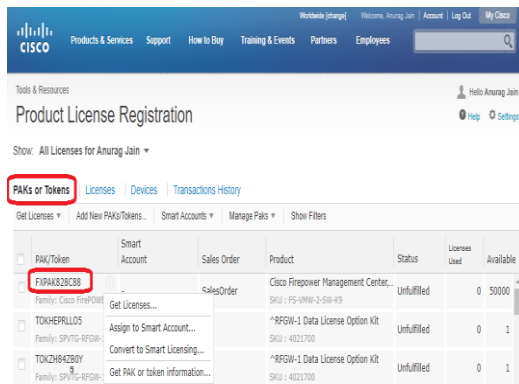 Worldwide [change] Welcome, Anurag Jain | Account | Log Out My Cisco
CISCO
Products & Services Support How to Buy Training & Events Partners Employees
Tools & Resources
Hello Anurag Jain
Product License Registration
Help Settings
Show: All Licenses for Anurag Jain
PAKs or Tokens Licenses Devices Transactions History
Get Licenses Add New PAKs/Tokens... Smart Accounts Manage Paks Show Filters
PAK/Token Smart Account Sales Order Product Status Licenses Used Available
FXPAK828C8B - SalesOrder Cisco Firepower Management Center,... Unfulfilled 0 50000
Family: Cisco FirePOWE SKU : FS-VMW-2-SW-K9
Get Licenses...
Assign to Smart Account...
Convert to Smart Licensing...
Get PAK or token information...
TOKHEPRLLO5 ^RFGW-1 Data License Option Kit Unfulfilled 0 1
Family: SPVTG-RFGW-1 SKU : 4021700
TOKZH84ZB0Y ^RFGW-1 Data License Option Kit Unfulfilled 0 1
Family: SPVTG-RFGW-1 SKU : 4021700